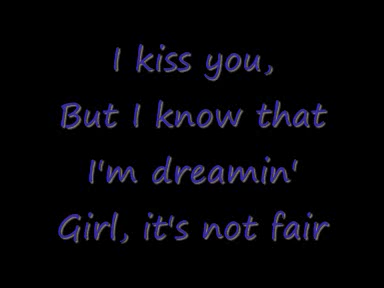 I kiss you,
But I know that
I'm dreamin'
Girl, it's not fair